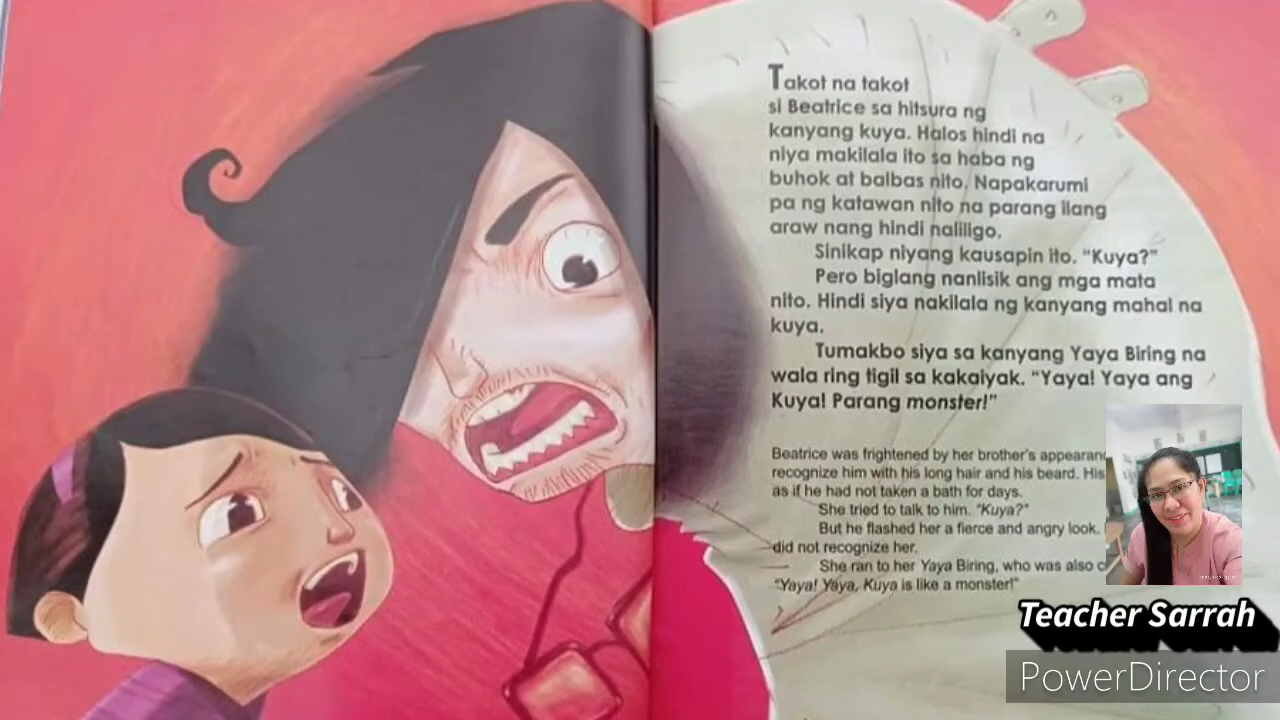 Takot na takot
si Beatrice sa hitsura ng
kanyang kuya. Halos hindi na
niya makilala ito sa haba ng
buhok at balbas nito. Napakarumi
pa ng katawan nito na parang ilang
araw nang hindi naliligo.
Sinikap niyang kausapin ito. “Kuya?”
Pero biglang nanlisik ang mga mata
nito. Hindi siya nakilala ng kanyang mahal na
kuya.
Tumakbo siya sa kanyang Yaya Biring na
wala ring tigil sa kakaiyak. “Yaya! Yaya ang
Kuya! Parang monster!”
Beatrice was frightened by her brother's
recognize him with his long hair and his beard. His
as if he had not taken a bath for days.
She tried to talk to him. “Kuya?”
But he flashed her a fierce and angry look.
did not recognize her.
She ran to her Yaya Biring, who was also
“Yaya! Yaya, Kuya is like a monster!”
Teacher Sarrah
PowerDirector